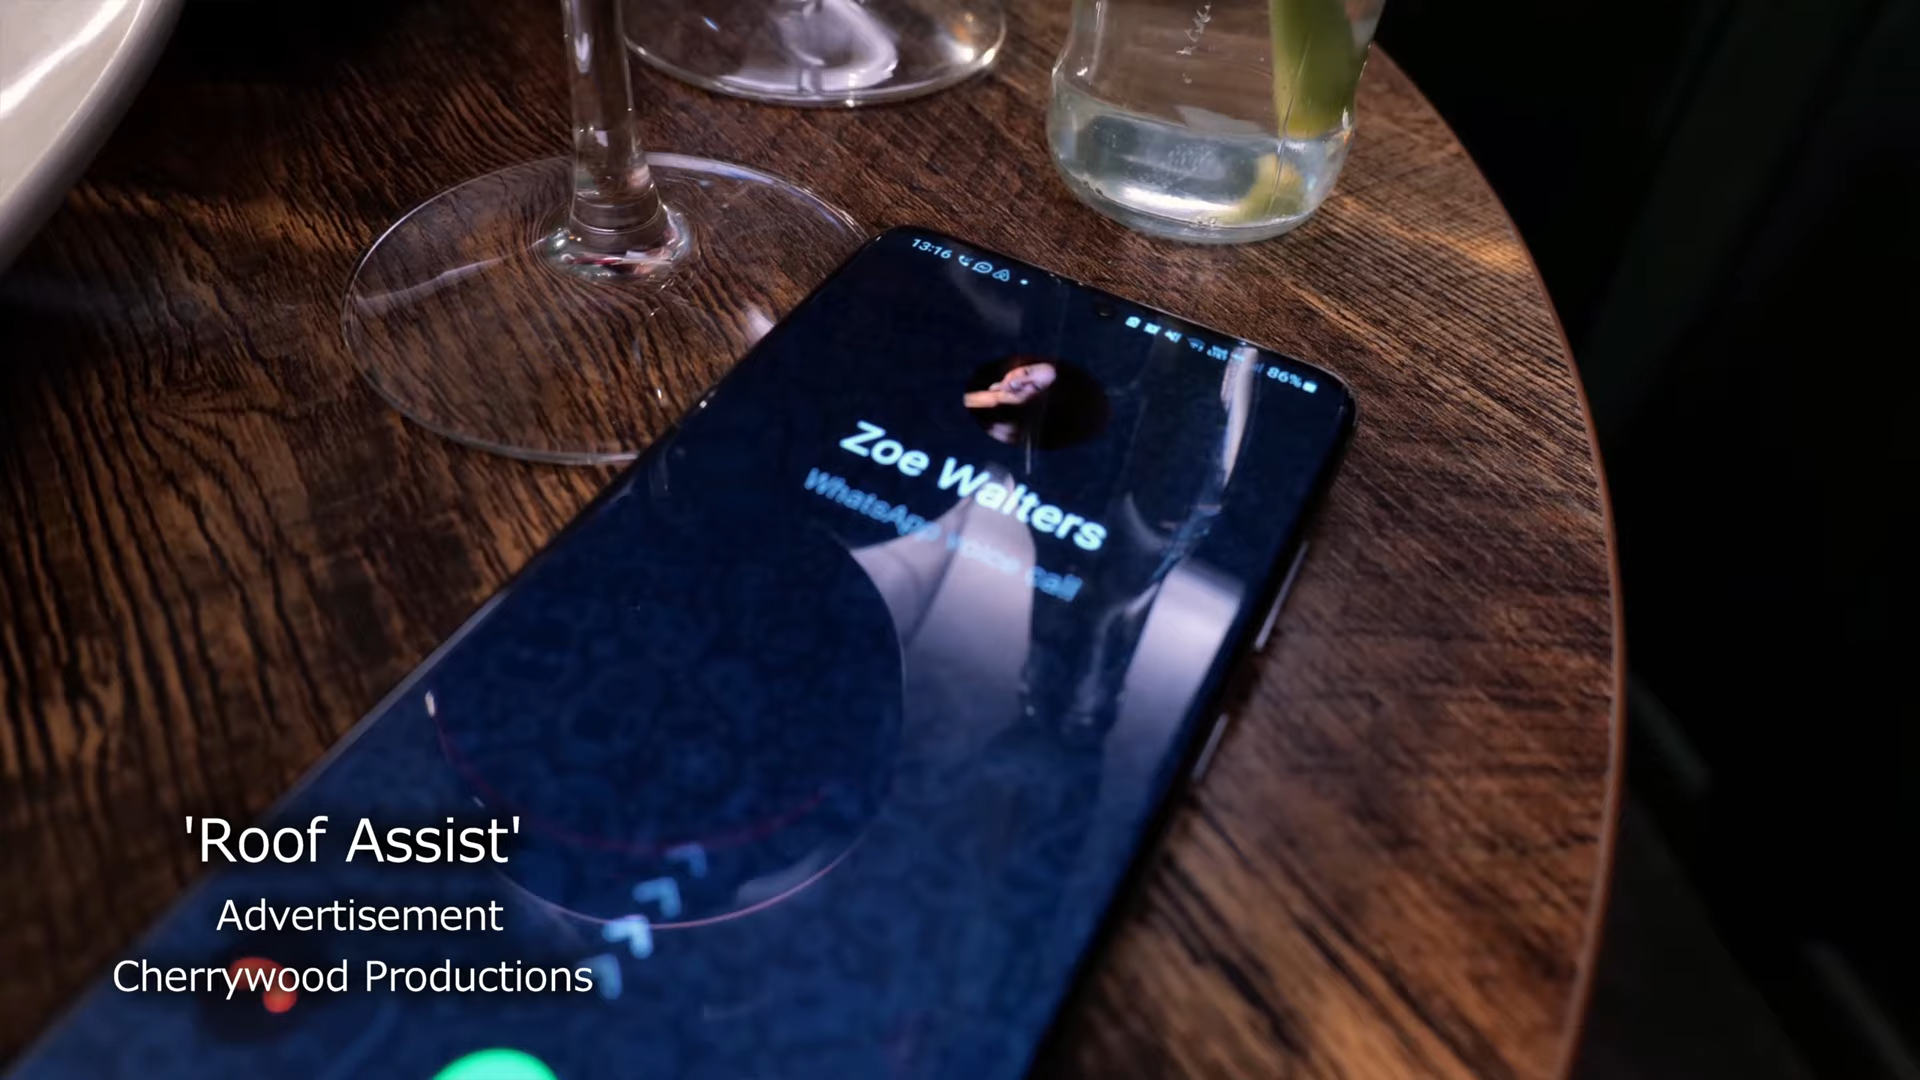 13:16
86%
Zoe Walters
WhatsApp voice call
'Roof Assist'
Advertisement
Cherrywood Productions